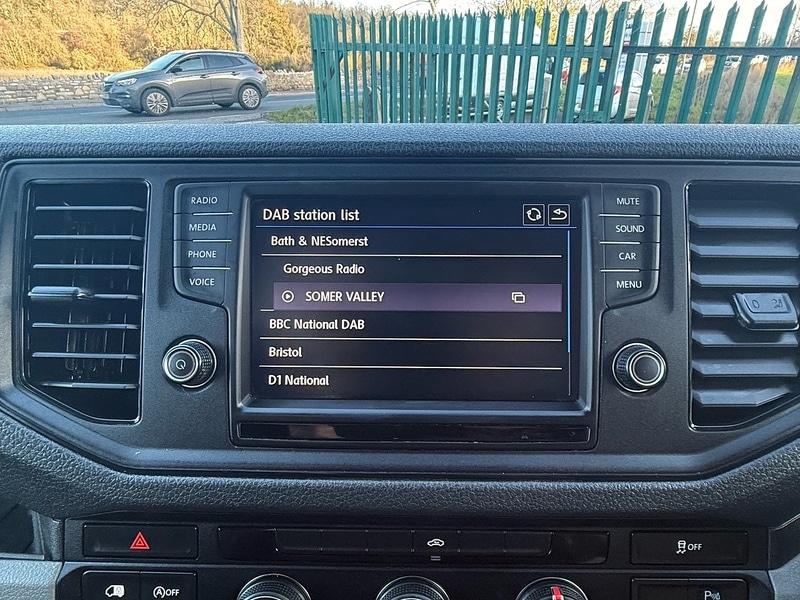 RADIO
MEDIA
PHONE
VOICE
DAB station list
Bath & NESomerst
Gorgeous Radio
SOMER VALLEY
BBC National DAB
Bristol
D1 National
MUTE
SOUND
CAR
MENU
OFF
A OFF
P